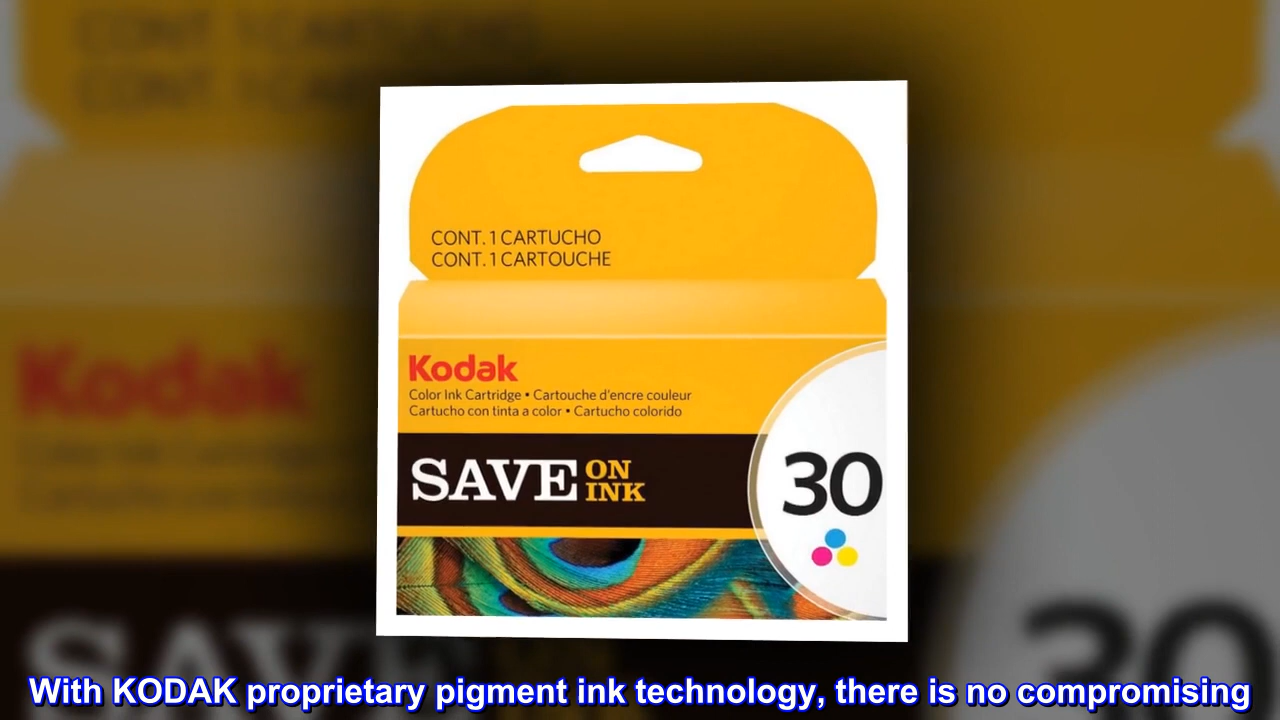 CONT. 1 CARTUCHO
CONT. 1 CARTOUCHE
Kodak
Color Ink Cartridge • Cartouche d'encre couleur
Cartucho con tinta a color • Cartucho colorido
SAVE ON INK
30
With KODAK proprietary pigment ink technology, there is no compromising